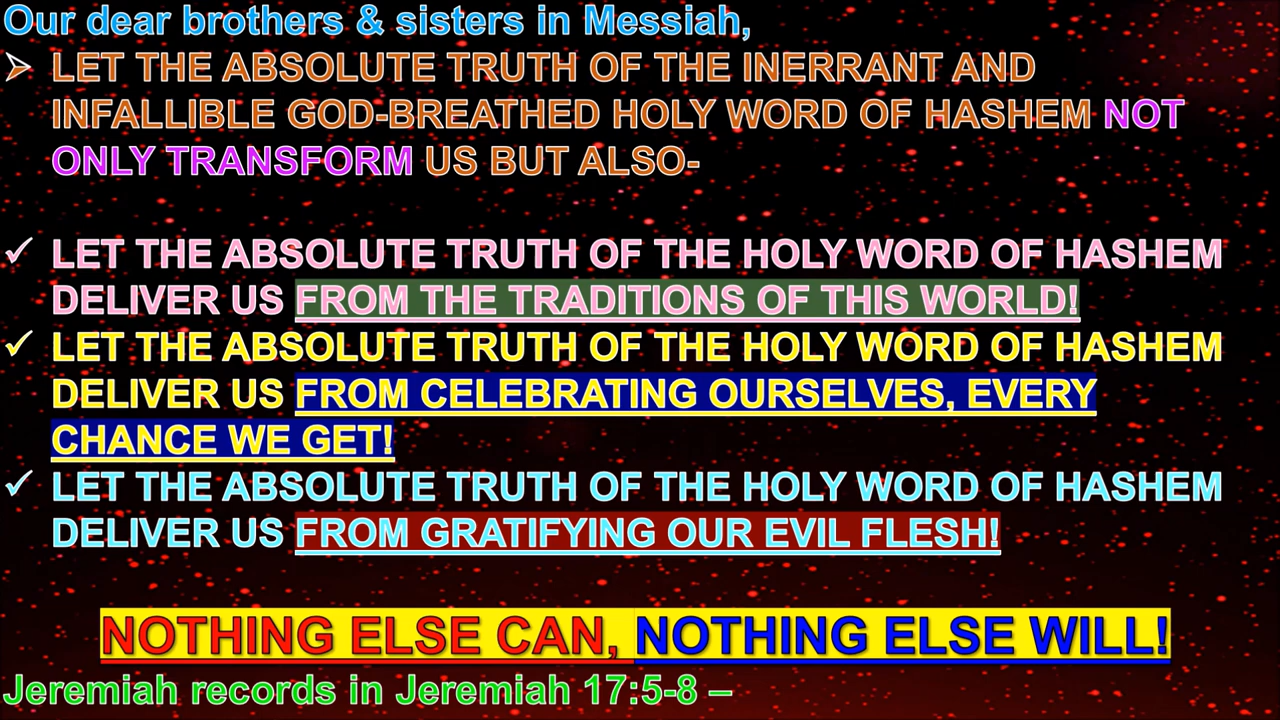 Our dear brothers & sisters in Messiah,
➢ LET THE ABSOLUTE TRUTH OF THE INERRANT AND
INFALLIBLE GOD-BREATHED HOLY WORD OF HASHEM NOT
ONLY TRANSFORM US BUT ALSO-
✓ LET THE ABSOLUTE TRUTH OF THE HOLY WORD OF HASHEM
DELIVER US FROM THE TRADITIONS OF THIS WORLD!
✓ LET THE ABSOLUTE TRUTH OF THE HOLY WORD OF HASHEM
DELIVER US FROM CELEBRATING OURSELVES, EVERY
CHANCE WE GET!
✓ LET THE ABSOLUTE TRUTH OF THE HOLY WORD OF HASHEM
DELIVER US FROM GRATIFYING OUR EVIL FLESH!
NOTHING ELSE CAN, NOTHING ELSE WILL!
Jeremiah records in Jeremiah 17:5-8 –